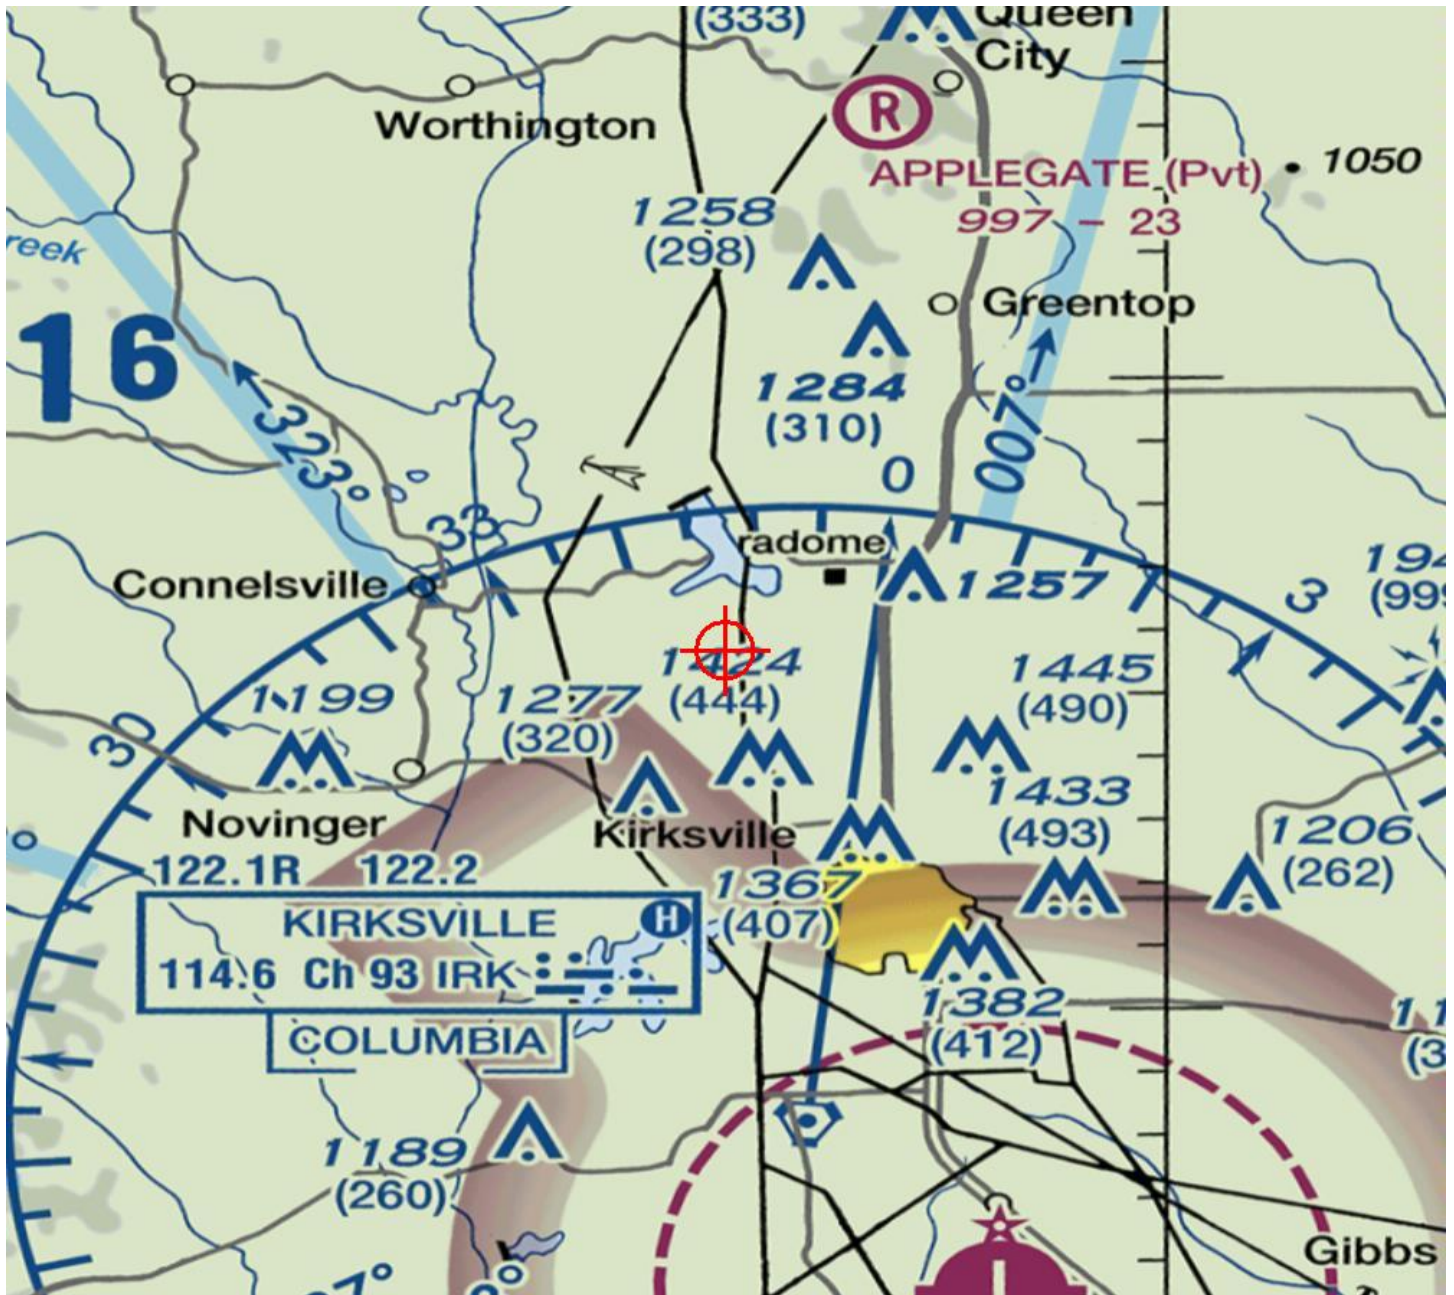 (333)
Queen
City
Worthington
R
APPLEGATE (Pvt)
997 - 23
1050
1258
(298)
reek
16
Greentop
1284
(310)
007°
323°
0
33
radome
1257
Connelsville
3
1424
(444)
1445
(490)
1199
1277
(320)
30
1433
(493)
Novinger
Kirksville
1206
(262)
122.1R 122.2
1367
(407)
KIRKSVILLE
H
114.6 Ch 93 IRK
1382
(412)
COLUMBIA
1189
(260)
Gibbs